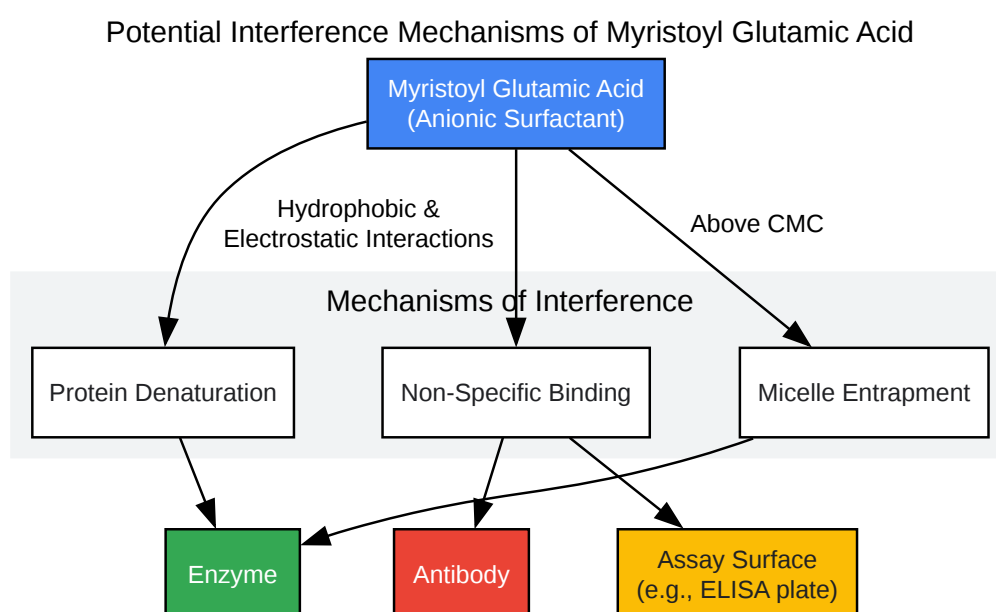 Potential Interference Mechanisms of Myristoyl Glutamic Acid
Myristoyl Glutamic Acid
(Anionic Surfactant)
Hydrophobic &
Electrostatic Interactions
Above CMC
Mechanisms of Interference
Protein Denaturation
Non-Specific Binding
Micelle Entrapment
Enzyme
Antibody
Assay Surface
(e.g., ELISA plate)